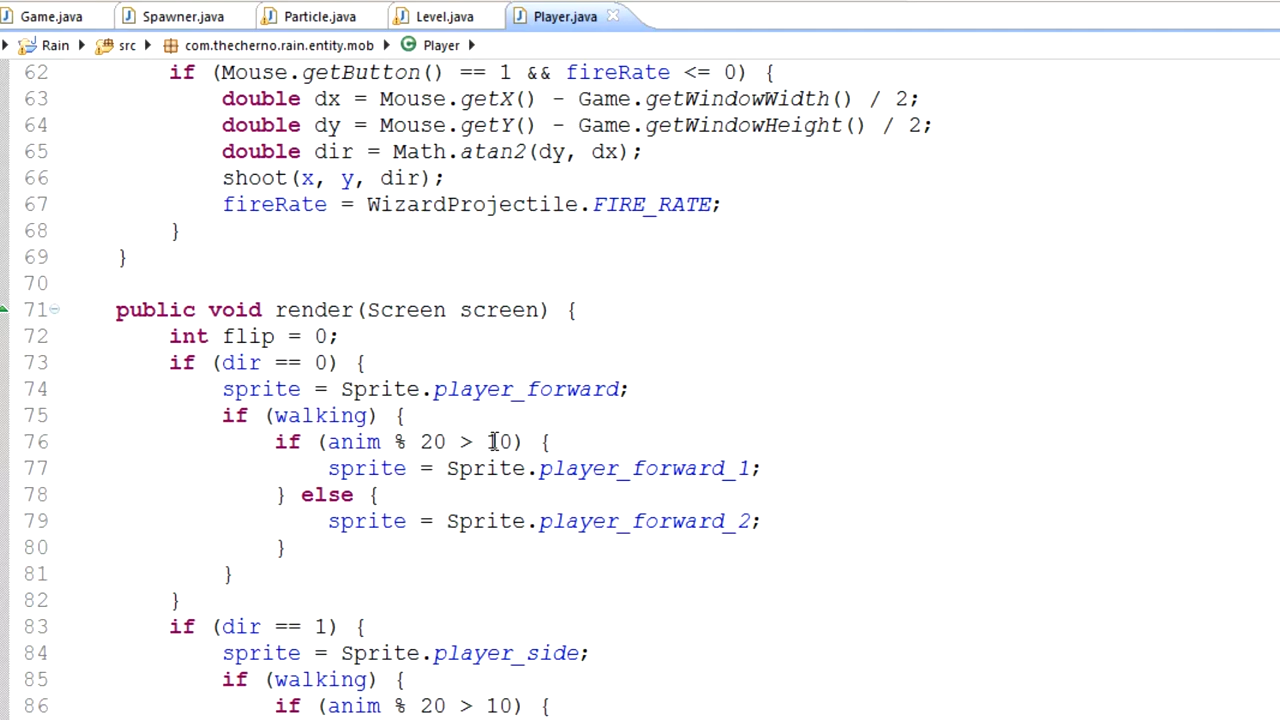 Game.java Spawner.java Particle.java Level.java Player.java
Rain src com.thecherno.rain.entity.mob Player
62 if (Mouse.getButton() == 1 && fireRate <= 0) {
63 double dx = Mouse.getX() - Game.getWindowWidth() / 2;
64 double dy = Mouse.getY() - Game.getWindowHeight() / 2;
65 double dir = Math.atan2(dy, dx);
66 shoot(x, y, dir);
67 fireRate = WizardProjectile.FIRE_RATE;
68 }
69 }
70
71 public void render(Screen screen) {
72 int flip = 0;
73 if (dir == 0) {
74 sprite = Sprite.player_forward;
75 if (walking) {
76 if (anim % 20 > 10) {
77 sprite = Sprite.player_forward_1;
78 } else {
79 sprite = Sprite.player_forward_2;
80 }
81 }
82 }
83 if (dir == 1) {
84 sprite = Sprite.player_side;
85 if (walking) {
86 if (anim % 20 > 10) {